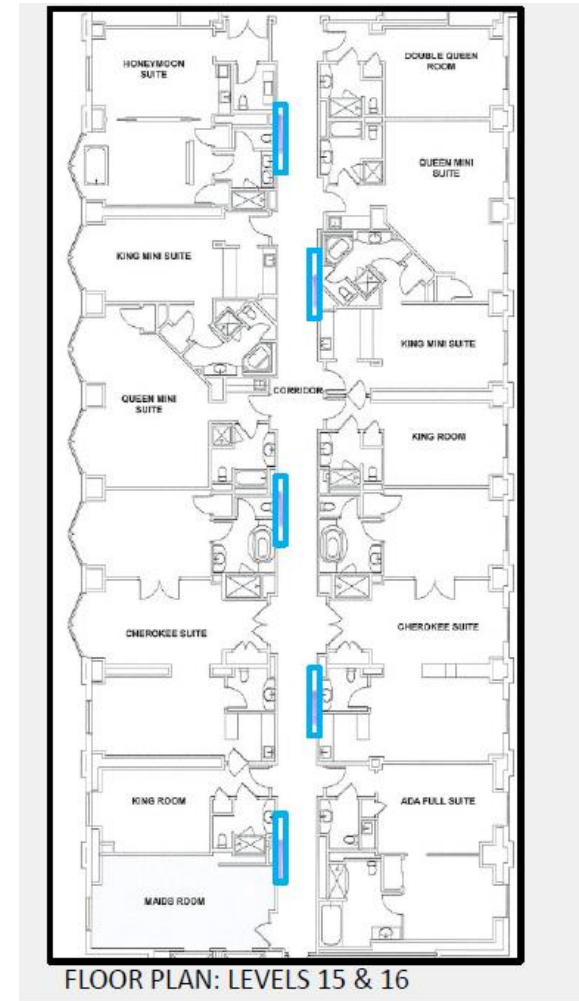 HONEYMOON
SUITE
DOUBLE QUEEN
ROOM
QUEEN MINI
SUITE
KING MINI SUITE
KING MINI SUITE
CORRIDOR
QUEEN MINI
SUITE
KING ROOM
CHEROKEE SUITE
CHEROKEE SUITE
KING ROOM
ADA FULL SUITE
MAIDS ROOM
FLOOR PLAN: LEVELS 15 & 16